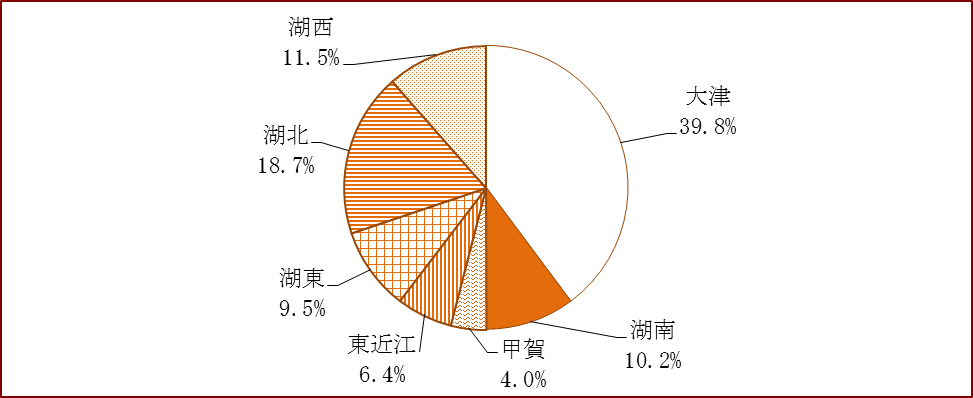 湖西
11.5%
大津
39.8%
湖北
18.7%
湖東
9.5%
東近江
6.4%
甲賀
4.0%
湖南
10.2%